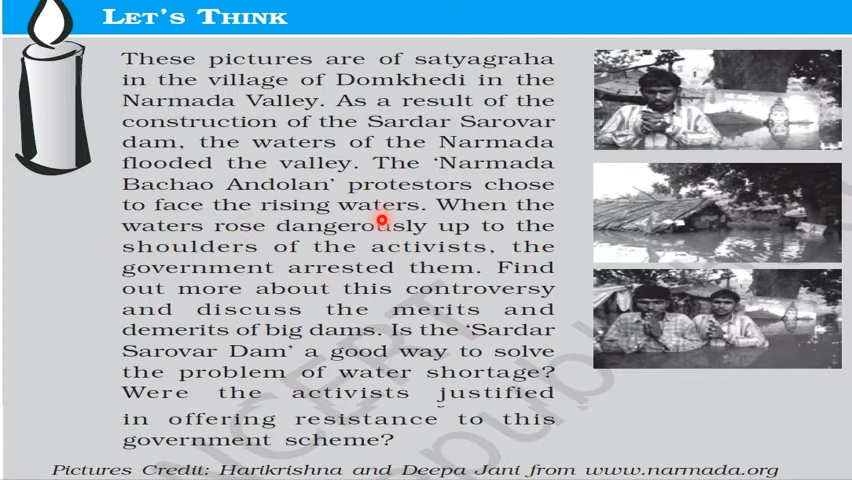 LET'S THINK
These pictures are of satyagraha
in the village of Domkhedi in the
Narmada Valley. As a result of the
construction of the Sardar Sarovar
dam, the waters of the Narmada
flooded the valley. The 'Narmada
Bachao Andolan' protestors chose
to face the rising waters. When the
waters rose dangerously up to the
shoulders of the activists, the
government arrested them. Find
out more about this controversy
and discuss the merits and
demerits of big dams. Is the 'Sardar
Sarovar Dam' a good way to solve
the problem of water shortage?
Were the activists justified
in offering resistance to this
government scheme?
Pictures Credit: Harikrishna and Deepa Jani from www.narmada.org
NCERT